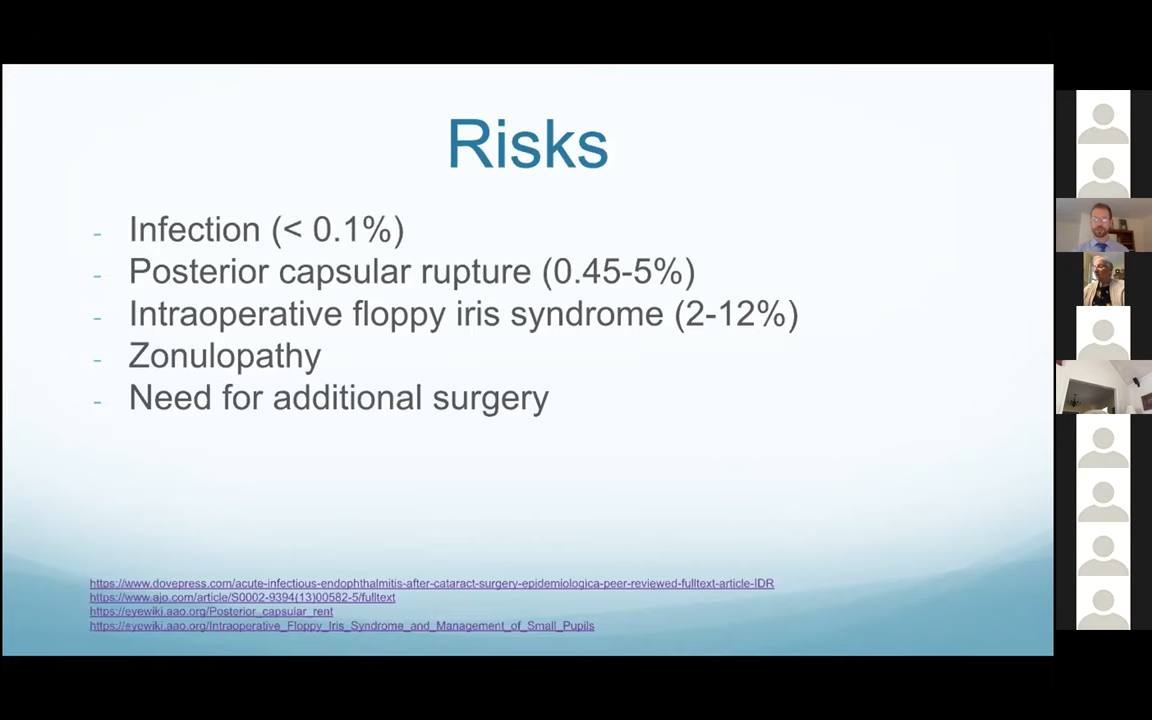 Risks
- Infection (< 0.1%)
- Posterior capsular rupture (0.45-5%)
- Intraoperative floppy iris syndrome (2-12%)
- Zonulopathy
- Need for additional surgery
https://www.dovepress.com/acute-infectious-endophthalmitis-after-cataract-surgery-epidemiologica-peer-reviewed-fulltext-article-IDR
https://www.ajo.com/article/S0002-9394(13)00582-5/fulltext
https://eyewiki.aao.org/Posterior_capsular_rent
https://eyewiki.aao.org/Intraoperative_Floppy_Iris_Syndrome_and_Management_of_Small_Pupils